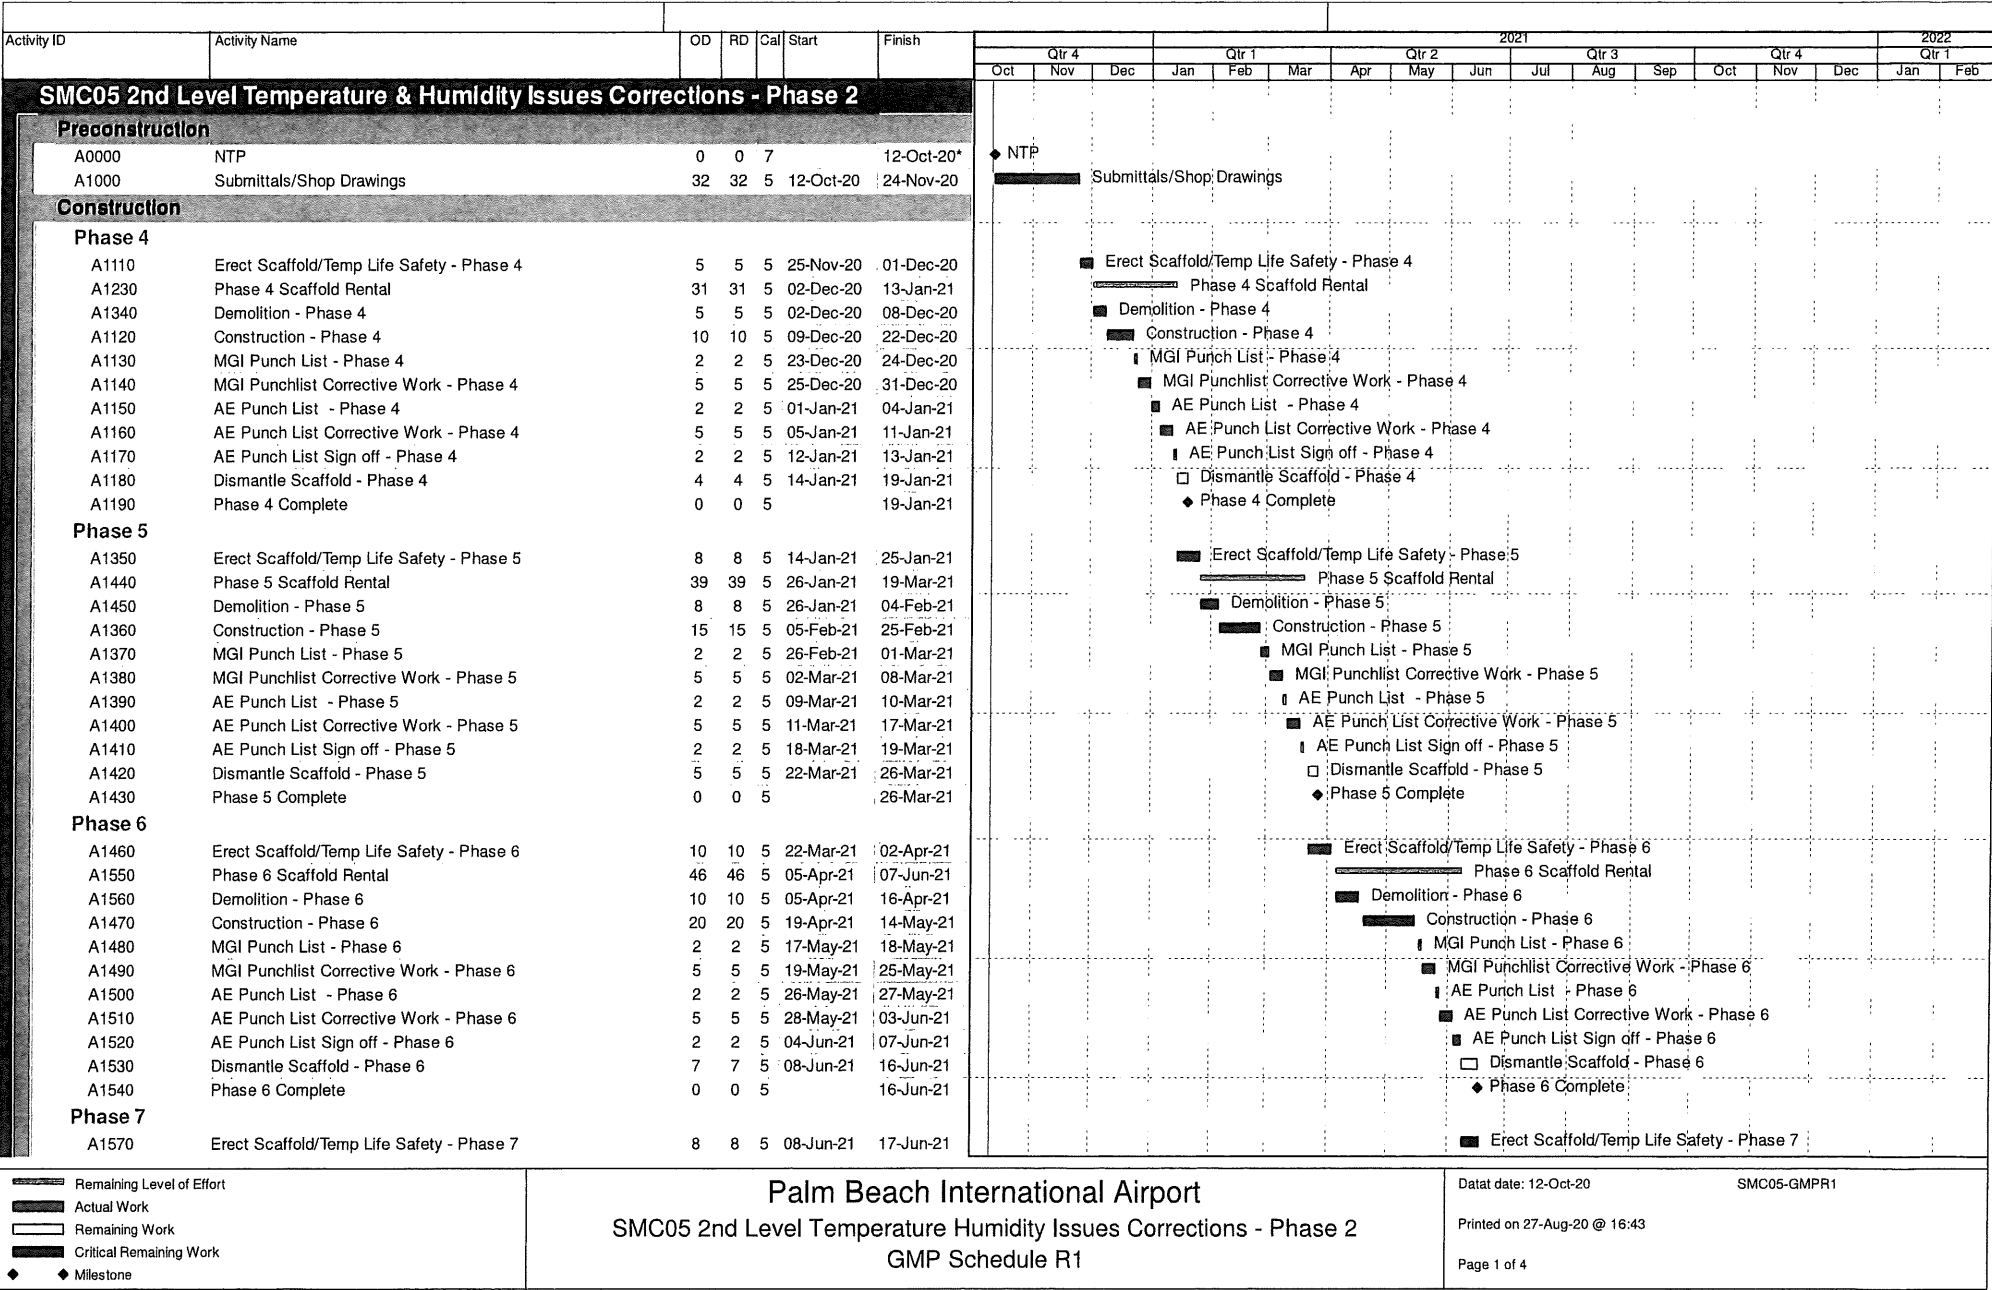 Activity ID Activity Name OD RD Cal Start Finish
2021 2022
Qtr 4 Qtr 1 Qtr 2 Qtr 3 Qtr 4 Qtr 1
Oct Nov Dec Jan Feb Mar Apr May Jun Jul Aug Sep Oct Nov Dec Jan Feb
SMC05 2nd Level Temperature & Humidity Issues Corrections - Phase 2
Preconstruction
A0000 NTP 0 0 7 12-Oct-20* NTP
A1000 Submittals/Shop Drawings 32 32 5 12-Oct-20 24-Nov-20 Submittals/Shop Drawings
Construction
Phase 4
A1110 Erect Scaffold/Temp Life Safety - Phase 4 5 5 5 25-Nov-20 01-Dec-20 Erect Scaffold/Temp Life Safety - Phase 4
A1230 Phase 4 Scaffold Rental 31 31 5 02-Dec-20 13-Jan-21 Phase 4 Scaffold Rental
A1340 Demolition - Phase 4 5 5 5 02-Dec-20 08-Dec-20 Demolition - Phase 4
A1120 Construction - Phase 4 10 10 5 09-Dec-20 22-Dec-20 Construction - Phase 4
A1130 MGI Punch List - Phase 4 2 2 5 23-Dec-20 24-Dec-20 MGI Punch List - Phase 4
A1140 MGI Punchlist Corrective Work - Phase 4 5 5 5 25-Dec-20 31-Dec-20 MGI Punchlist Corrective Work - Phase 4
A1150 AE Punch List - Phase 4 2 2 5 01-Jan-21 04-Jan-21 AE Punch List - Phase 4
A1160 AE Punch List Corrective Work - Phase 4 5 5 5 05-Jan-21 11-Jan-21 AE Punch List Corrective Work - Phase 4
A1170 AE Punch List Sign off - Phase 4 2 2 5 12-Jan-21 13-Jan-21 AE Punch List Sign off - Phase 4
A1180 Dismantle Scaffold - Phase 4 4 4 5 14-Jan-21 19-Jan-21 Dismantle Scaffold - Phase 4
A1190 Phase 4 Complete 0 0 5 19-Jan-21 Phase 4 Complete
Phase 5
A1350 Erect Scaffold/Temp Life Safety - Phase 5 8 8 5 14-Jan-21 25-Jan-21 Erect Scaffold/Temp Life Safety - Phase 5
A1440 Phase 5 Scaffold Rental 39 39 5 26-Jan-21 19-Mar-21 Phase 5 Scaffold Rental
A1450 Demolition - Phase 5 8 8 5 26-Jan-21 04-Feb-21 Demolition - Phase 5
A1360 Construction - Phase 5 15 15 5 05-Feb-21 25-Feb-21 Construction - Phase 5
A1370 MGI Punch List - Phase 5 2 2 5 26-Feb-21 01-Mar-21 MGI Punch List - Phase 5
A1380 MGI Punchlist Corrective Work - Phase 5 5 5 5 02-Mar-21 08-Mar-21 MGI Punchlist Corrective Work - Phase 5
A1390 AE Punch List - Phase 5 2 2 5 09-Mar-21 10-Mar-21 AE Punch List - Phase 5
A1400 AE Punch List Corrective Work - Phase 5 5 5 5 11-Mar-21 17-Mar-21 AE Punch List Corrective Work - Phase 5
A1410 AE Punch List Sign off - Phase 5 2 2 5 18-Mar-21 19-Mar-21 AE Punch List Sign off - Phase 5
A1420 Dismantle Scaffold - Phase 5 5 5 5 22-Mar-21 26-Mar-21 Dismantle Scaffold - Phase 5
A1430 Phase 5 Complete 0 0 5 26-Mar-21 Phase 5 Complete
Phase 6
A1460 Erect Scaffold/Temp Life Safety - Phase 6 10 10 5 22-Mar-21 02-Apr-21 Erect Scaffold/Temp Life Safety - Phase 6
A1550 Phase 6 Scaffold Rental 46 46 5 05-Apr-21 07-Jun-21 Phase 6 Scaffold Rental
A1560 Demolition - Phase 6 10 10 5 05-Apr-21 16-Apr-21 Demolition - Phase 6
A1470 Construction - Phase 6 20 20 5 19-Apr-21 14-May-21 Construction - Phase 6
A1480 MGI Punch List - Phase 6 2 2 5 17-May-21 18-May-21 MGI Punch List - Phase 6
A1490 MGI Punchlist Corrective Work - Phase 6 5 5 5 19-May-21 25-May-21 MGI Punchlist Corrective Work - Phase 6
A1500 AE Punch List - Phase 6 2 2 5 26-May-21 27-May-21 AE Punch List - Phase 6
A1510 AE Punch List Corrective Work - Phase 6 5 5 5 28-May-21 03-Jun-21 AE Punch List Corrective Work - Phase 6
A1520 AE Punch List Sign off - Phase 6 2 2 5 04-Jun-21 07-Jun-21 AE Punch List Sign off - Phase 6
A1530 Dismantle Scaffold - Phase 6 7 7 5 08-Jun-21 16-Jun-21 Dismantle Scaffold - Phase 6
A1540 Phase 6 Complete 0 0 5 16-Jun-21 Phase 6 Complete
Phase 7
A1570 Erect Scaffold/Temp Life Safety - Phase 7 8 8 5 08-Jun-21 17-Jun-21 Erect Scaffold/Temp Life Safety - Phase 7
Remaining Level of Effort
Actual Work
Remaining Work
Critical Remaining Work
Milestone
Palm Beach International Airport
SMC05 2nd Level Temperature Humidity Issues Corrections - Phase 2
GMP Schedule R1
Datat date: 12-Oct-20 SMC05-GMPR1
Printed on 27-Aug-20 @ 16:43
Page 1 of 4